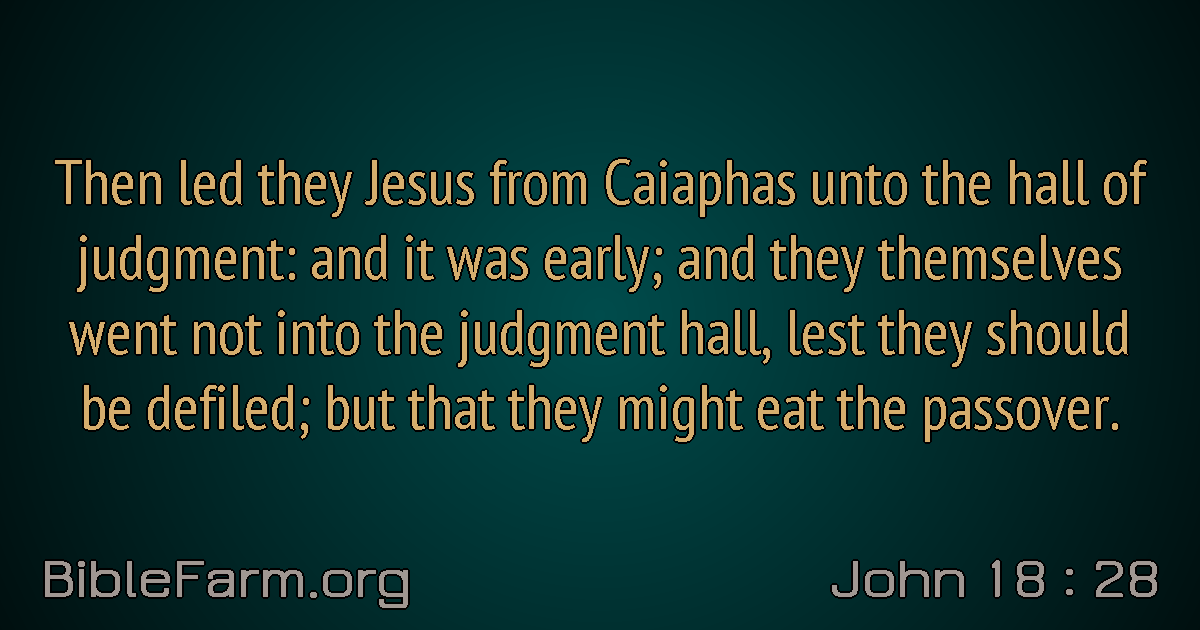 Then led they Jesus from Caiaphas unto the hall of
judgment: and it was early; and they themselves
went not into the judgment hall, lest they should
be defiled; but that they might eat the passover.
BibleFarm.org
John 18 : 28